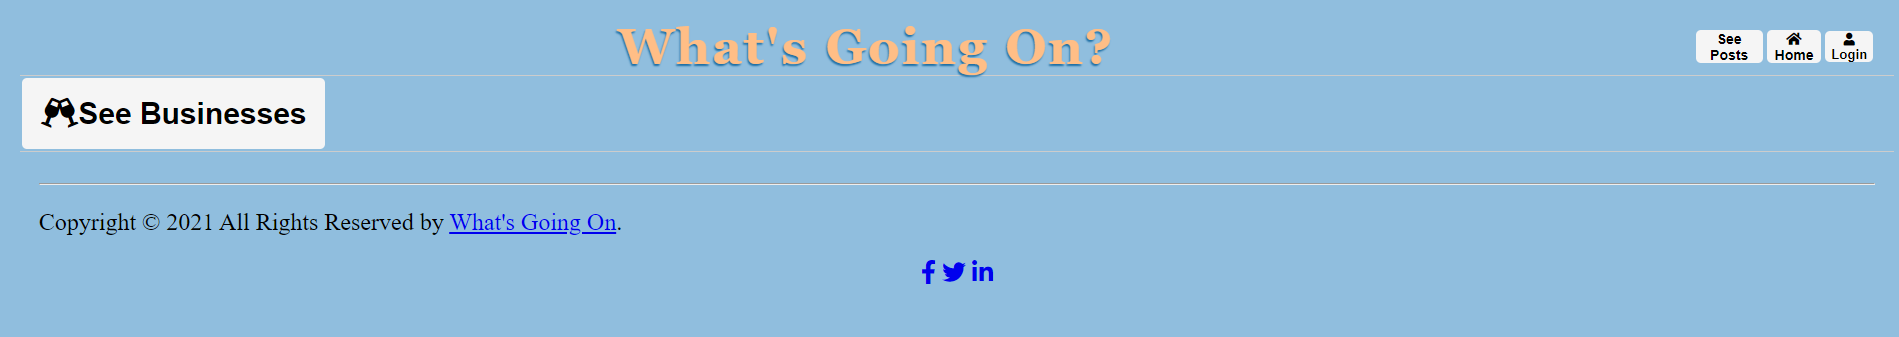 What's Going On?
See
Posts
Home
Login
See Businesses
Copyright © 2021 All Rights Reserved by What's Going On.